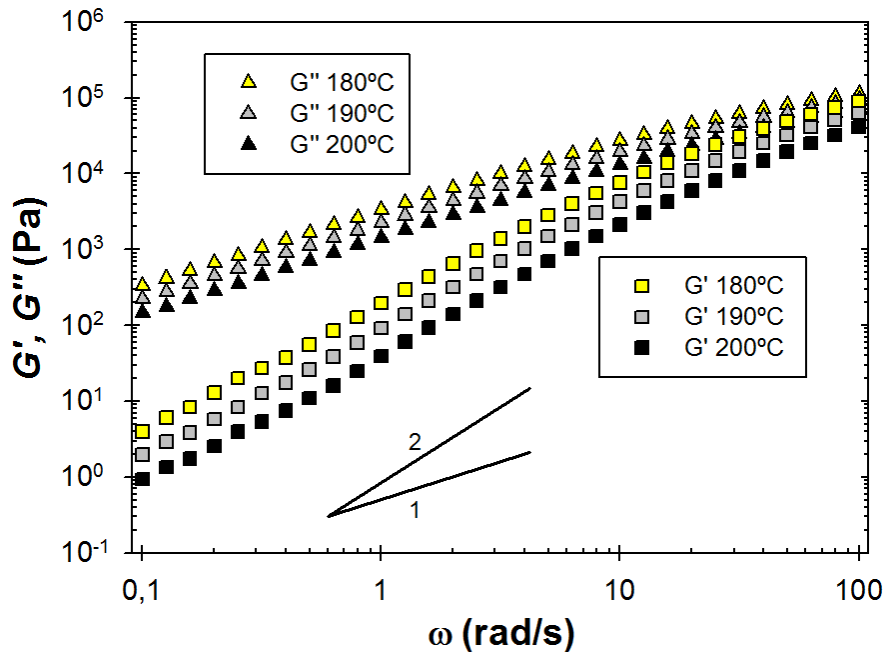 10⁶
10⁵
10⁴
10³
10²
10¹
10⁰
10⁻¹
G', G'' (Pa)
G'' 180ºC
G'' 190ºC
G'' 200ºC
G' 180ºC
G' 190ºC
G' 200ºC
2
1
0,1
1
10
100
ω (rad/s)